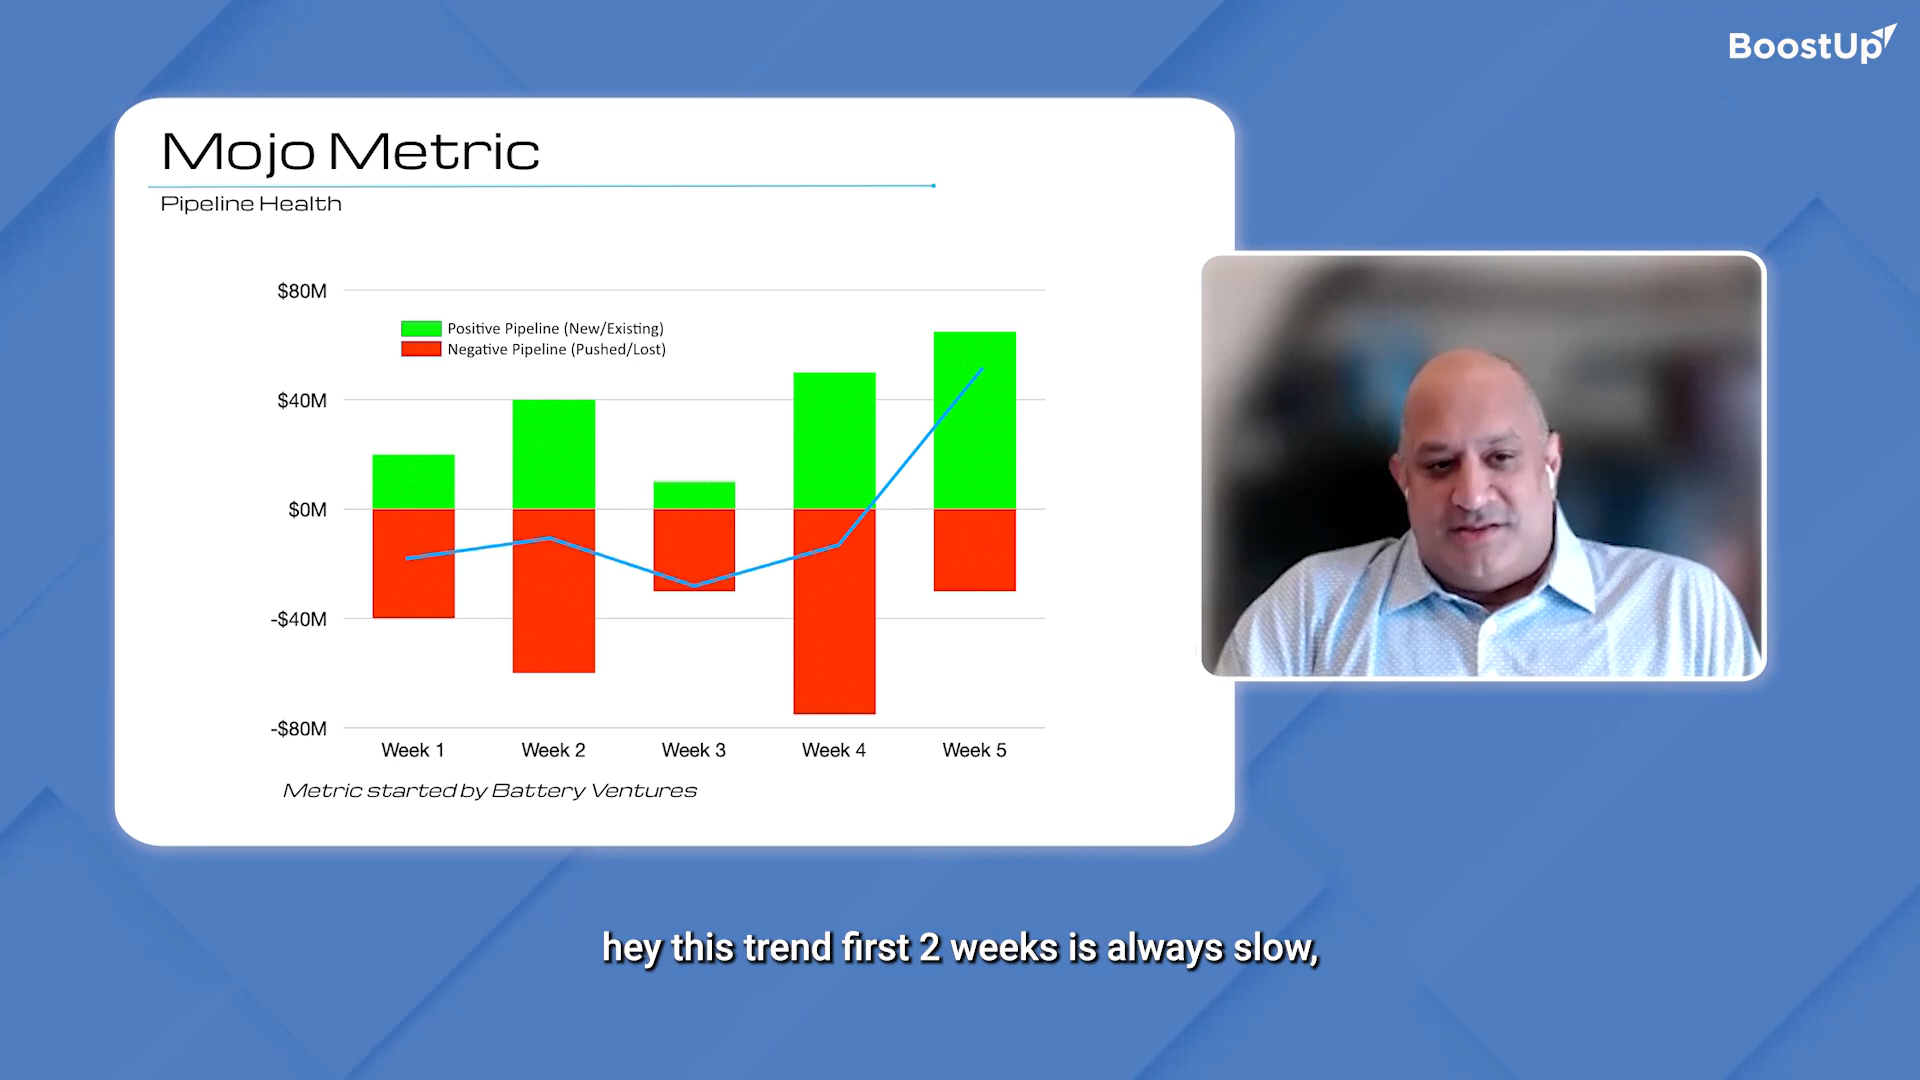 BoostUp
Mojo Metric
Pipeline Health
$80M
Positive Pipeline (New/Existing)
Negative Pipeline (Pushed/Lost)
$40M
$0M
-$40M
-$80M
Week 1 Week 2 Week 3 Week 4 Week 5
Metric started by Battery Ventures
hey this trend first 2 weeks is always slow,